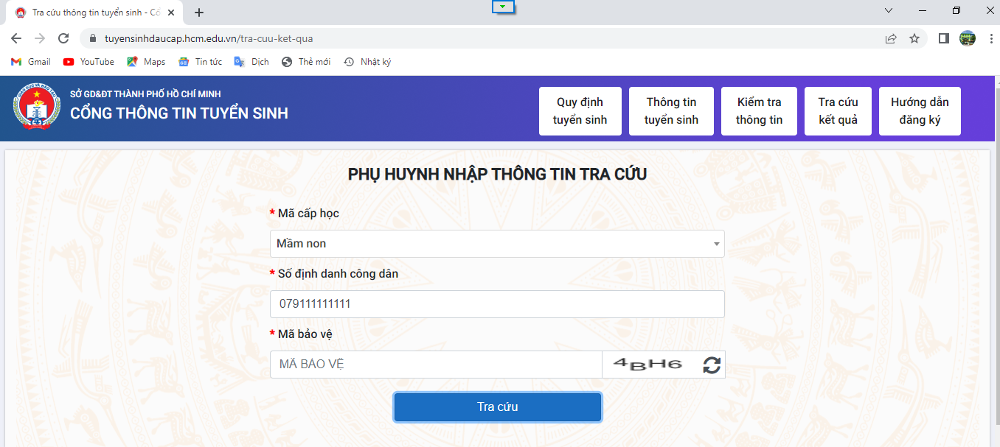 Tra cứu thông tin tuyển sinh - Cổ
tuyensinhdaucap.hcm.edu.vn/tra-cuu-ket-qua
Gmail YouTube Maps Tin tức Dịch Thẻ mới Nhật ký
SỞ GD&ĐT THÀNH PHỐ HỒ CHÍ MINH
CỔNG THÔNG TIN TUYỂN SINH
Quy định
tuyển sinh
Thông tin
tuyển sinh
Kiểm tra
thông tin
Tra cứu
kết quả
Hướng dẫn
đăng ký
PHỤ HUYNH NHẬP THÔNG TIN TRA CỨU
* Mã cấp học
Mầm non
* Số định danh công dân
079111111111
* Mã bảo vệ
MÃ BẢO VỆ
4BH6
Tra cứu